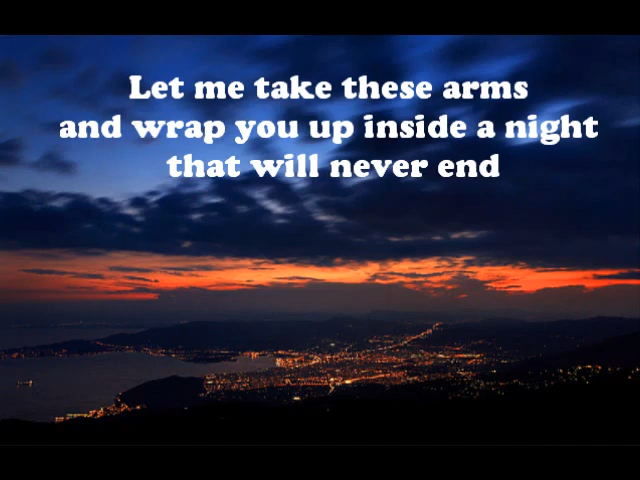 Let me take these arms
and wrap you up inside a night
that will never end